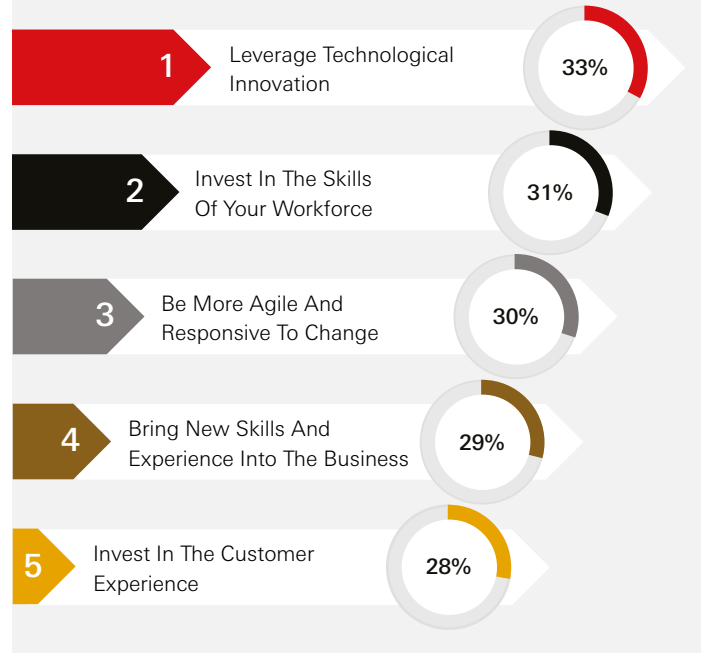 1
Leverage Technological
Innovation
33%
2
Invest In The Skills
Of Your Workforce
31%
3
Be More Agile And
Responsive To Change
30%
4
Bring New Skills And
Experience Into The Business
29%
5
Invest In The Customer
Experience
28%